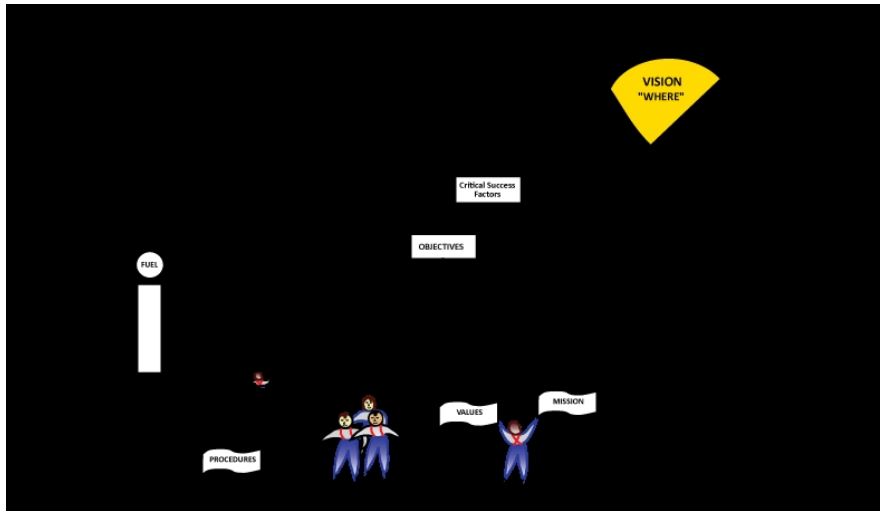 VISION
"WHERE"
Critical Success
Factors
OBJECTIVES
FUEL
MISSION
VALUES
PROCEDURES